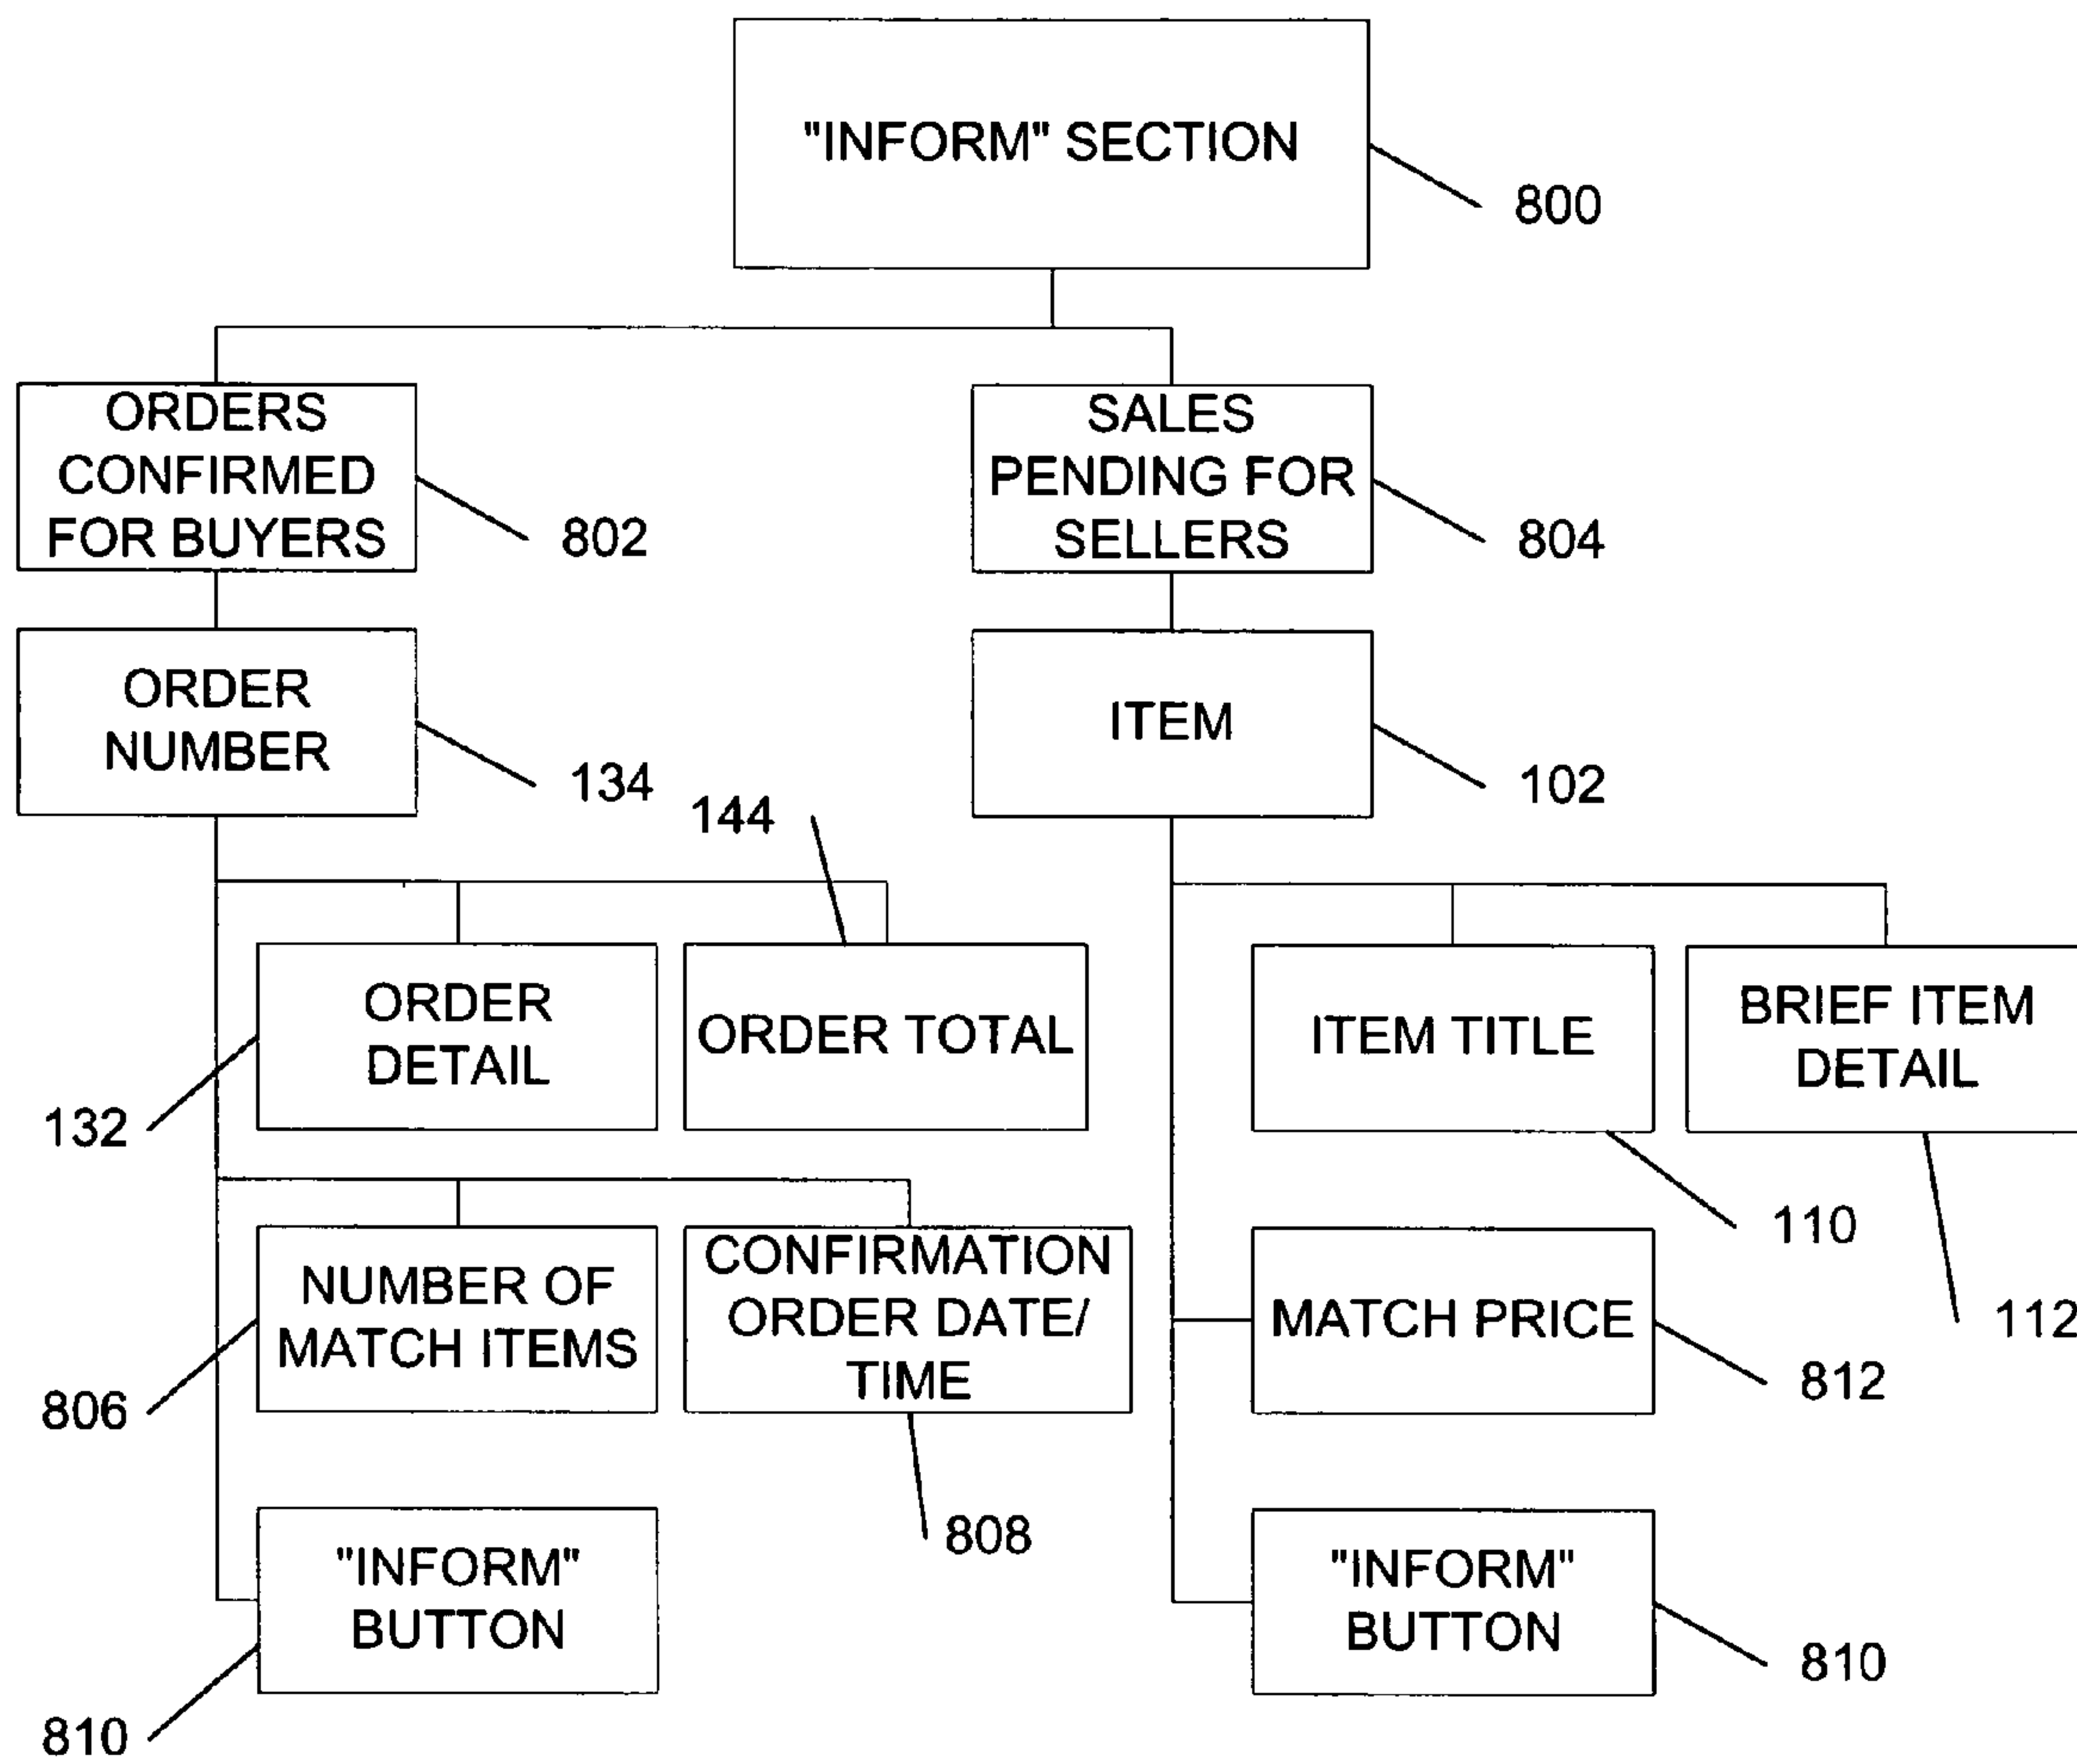 "INFORM" SECTION
800
ORDERS
CONFIRMED
FOR BUYERS
802
SALES
PENDING FOR
SELLERS
804
ORDER
NUMBER
134
ITEM
102
144
ORDER
DETAIL
132
ORDER TOTAL
ITEM TITLE
110
BRIEF ITEM
DETAIL
112
NUMBER OF
MATCH ITEMS
806
CONFIRMATION
ORDER DATE/
TIME
808
MATCH PRICE
812
"INFORM"
BUTTON
810
"INFORM"
BUTTON
810